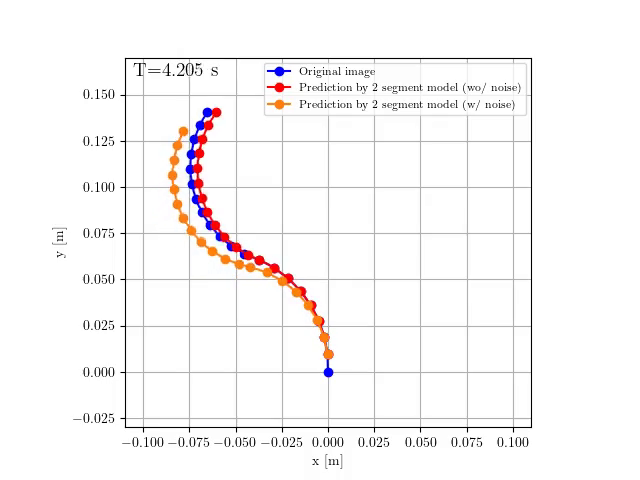 T=4.205 s
Original image
Prediction by 2 segment model (wo/ noise)
Prediction by 2 segment model (w/ noise)
0.150
0.125
0.100
0.075
0.050
0.025
0.000
−0.025
y [m]
−0.100 −0.075 −0.050 −0.025 0.000 0.025 0.050 0.075 0.100
x [m]